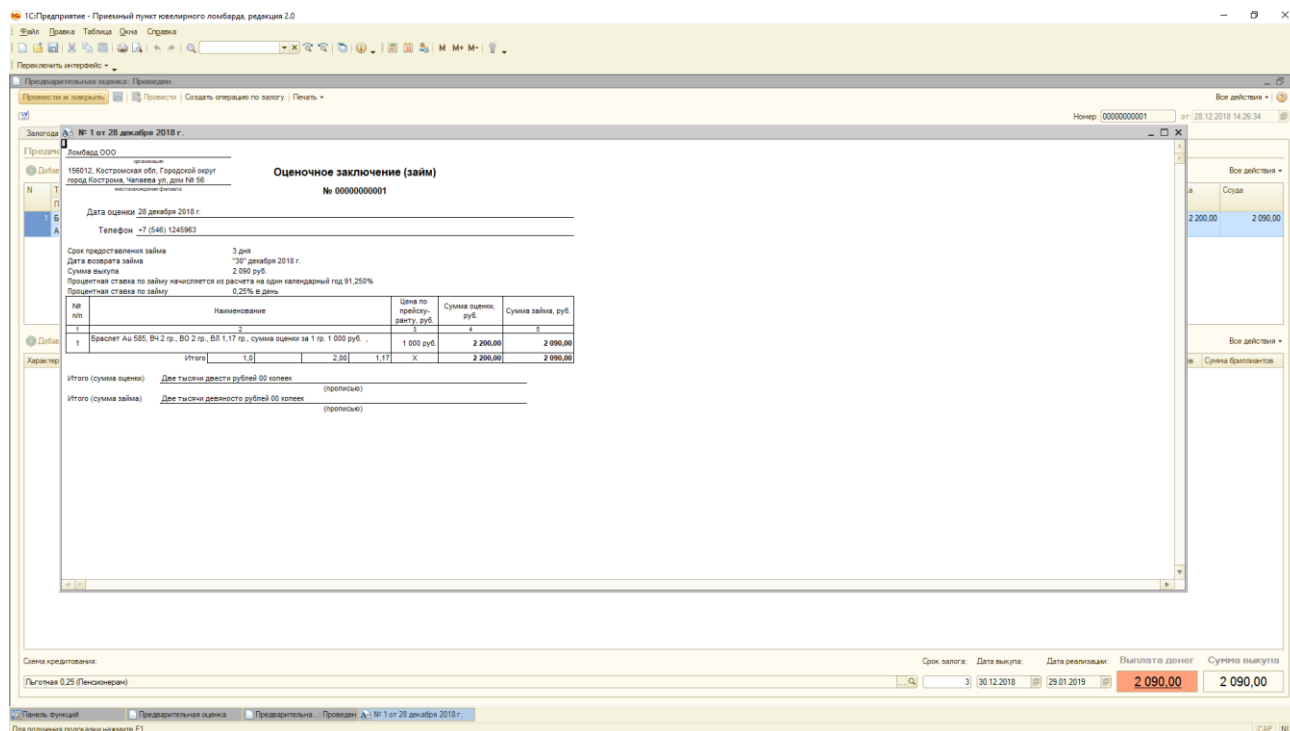 1С:Предприятие - Приемный пункт ювелирного ломбарда, редакция 2.0
Файл Правка Таблица Окна Справка
M M+ M-
Переключить интерфейс
Предварительная оценка: Проведен
Провести и закрыть Провести Создать операцию по залогу Печать Все действия
Номер: 00000000001 от: 28.12.2018 14:26:34
Залогода
№ 1 от 28 декабря 2018 г.
Предме
Ломбард ООО
организация
Добав
156012, Костромская обл, Городской округ
город Кострома, Чапаева ул, дом № 56
местонахождение филиала
Оценочное заключение (займ)
№ 00000000001
Все действия
N Т
П
Ссуда
1 Б
А
2 200,00 2 090,00
Дата оценки 28 декабря 2018 г.
Телефон +7 (546) 1245963
Срок предоставления займа 3 дня
Дата возврата займа "30" декабря 2018 г.
Сумма выкупа 2 090 руб.
Процентная ставка по займу начисляется из расчета на один календарный год 91,250%
Процентная ставка по займу 0,25% в день
№ п/п Наименование Цена по прейску-ранту, руб. Сумма оценки, руб. Сумма займа, руб.
1 2 3 4 5
1 Браслет Au 585, ВЧ 2 гр., ВО 2 гр., ВЛ 1,17 гр., сумма оценки за 1 гр. 1 000 руб. , 1 000 руб. 2 200,00 2 090,00
Итого 1,0 2,00 1,17 X 2 200,00 2 090,00
Добав
Все действия
Характер
ов Сумма бриллиантов
Итого (сумма оценки) Две тысячи двести рублей 00 копеек
(прописью)
Итого (сумма займа) Две тысячи девяносто рублей 00 копеек
(прописью)
Схема кредитования: Срок залога: Дата выкупа: Дата реализации: Выплата денег Сумма выкупа
Льготная 0,25 (Пенсионерам) ... 3 30.12.2018 29.01.2019 2 090,00 2 090,00
Панель функций Предварительная оценка Предварительна...: Проведен № 1 от 28 декабря 2018 г.
Для получения подсказки нажмите F1 CAP